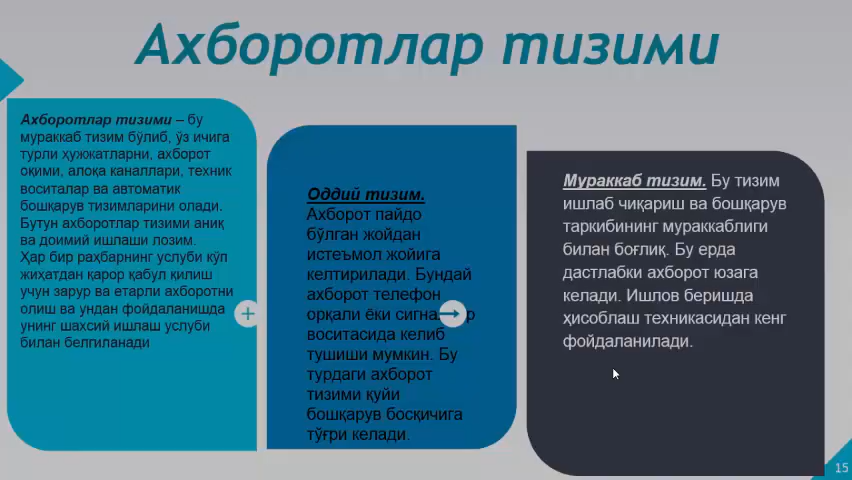 Ахборотлар тизими
Ахборотлар тизими – бу
мураккаб тизим бўлиб, ўз ичига
турли ҳужжатларни, ахборот
оқими, алоқа каналлари, техник
воситалар ва автоматик
бошқарув тизимларини олади.
Бутун ахборотлар тизими аниқ
ва доимий ишлаши лозим.
Ҳар бир раҳбарнинг услуби кўп
жиҳатдан қарор қабул қилиш
учун зарур ва етарли ахборотни
олиш ва ундан фойдаланишда
унинг шахсий ишлаш услуби
билан белгиланади
Оддий тизим.
Ахборот пайдо
бўлган жойдан
истеъмол жойига
келтирилади. Бундай
ахборот телефон
орқали ёки
воситасида келиб
тушиши мумкин. Бу
турдаги ахборот
тизими қуйи
бошқарув босқичига
тўғри келади.
Мураккаб тизим. Бу тизим
ишлаб чиқариш ва бошқарув
таркибининг мураккаблиги
билан боғлиқ. Бу ерда
дастлабки ахборот юзага
келади. Ишлов беришда
ҳисоблаш техникасидан кенг
фойдаланилади.
15